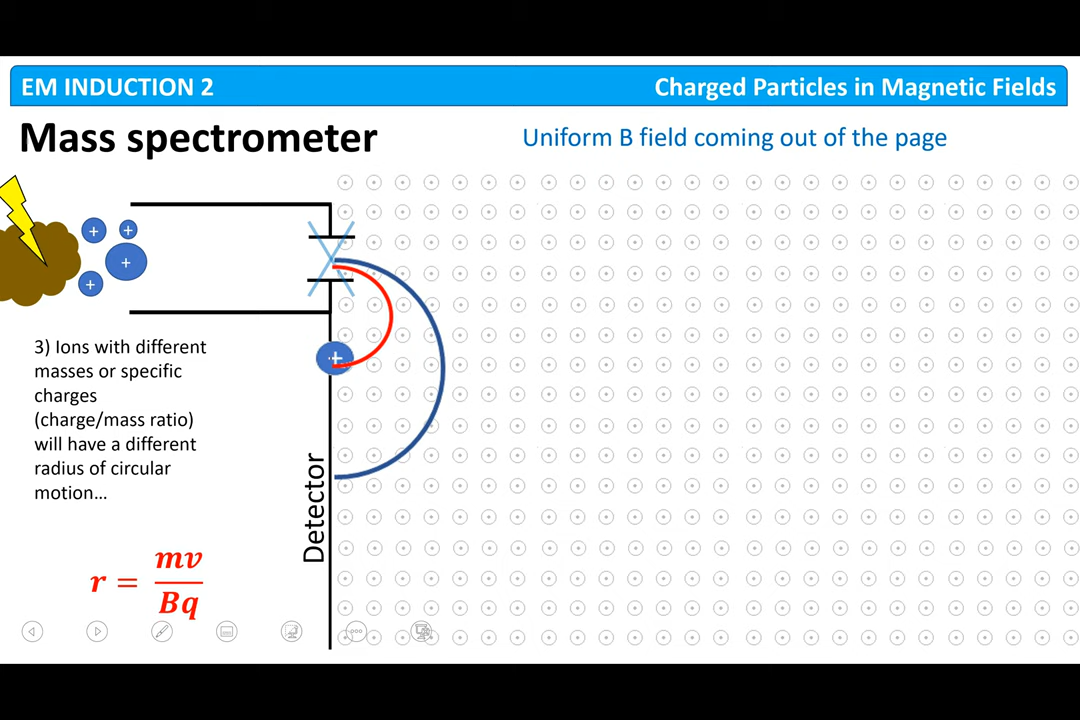 EM INDUCTION 2
Charged Particles in Magnetic Fields
Mass spectrometer
Uniform B field coming out of the page
+
+
+
+
3) Ions with different
masses or specific
charges
(charge/mass ratio)
will have a different
radius of circular
motion...
+
Detector
r = mv/Bq